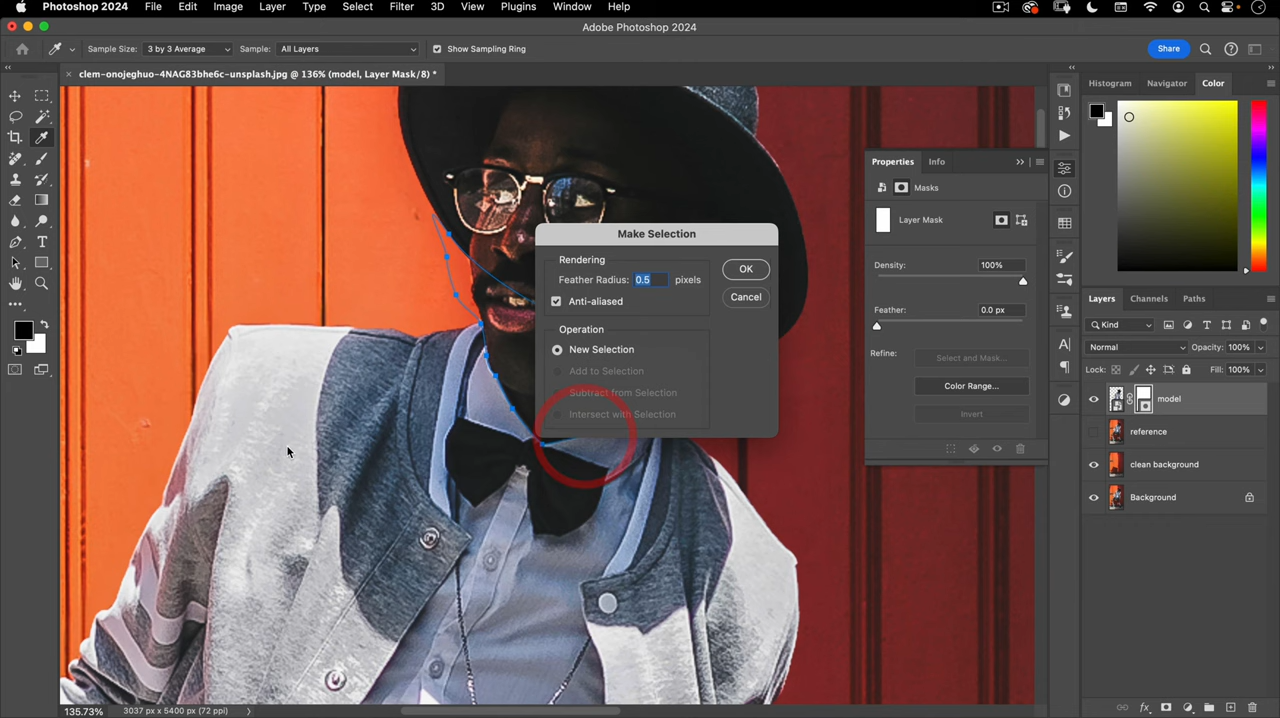 Photoshop 2024 File Edit Image Layer Type Select Filter 3D View Plugins Window Help
Adobe Photoshop 2024
Sample Size: 3 by 3 Average Sample: All Layers Show Sampling Ring Share
clem-onojeghuo-4NAG83bhe6c-unsplash.jpg @ 136% (model, Layer Mask/8) *
Histogram Navigator Color
Properties Info
Masks
Layer Mask
Density: 100%
Feather: 0.0 px
Refine: Select and Mask...
Color Range...
Invert
Make Selection
Rendering
Feather Radius: 0.5 pixels
Anti-aliased
OK
Cancel
Operation
New Selection
Add to Selection
Subtract from Selection
Intersect with Selection
Layers Channels Paths
Kind
Normal Opacity: 100%
Lock: Fill: 100%
model
reference
clean background
Background
135.73% 3037 px x 5400 px (72 ppi)